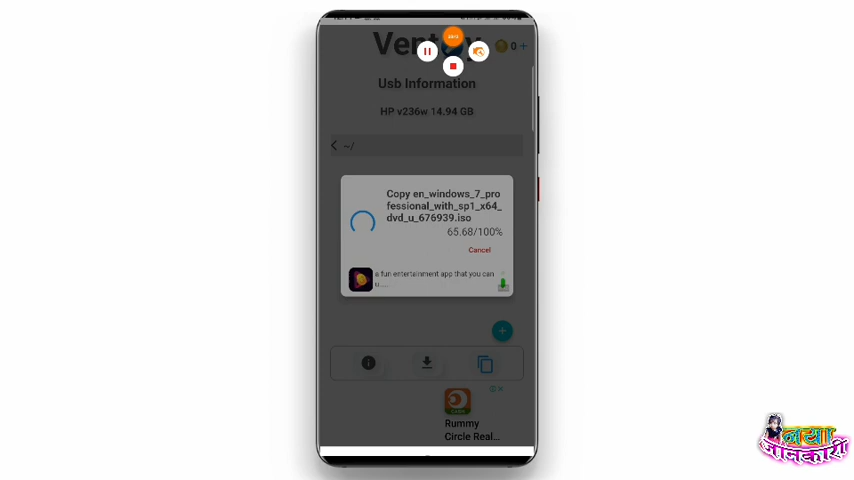 Ventoy
0 +
Usb Information
HP v236w 14.94 GB
~/
Copy en_windows_7_pro
fessional_with_sp1_x64_
dvd_u_676939.iso
65.68/100%
Cancel
a fun entertainment app that you can
u.....
Rummy
Circle Real...
नया
जानकारी